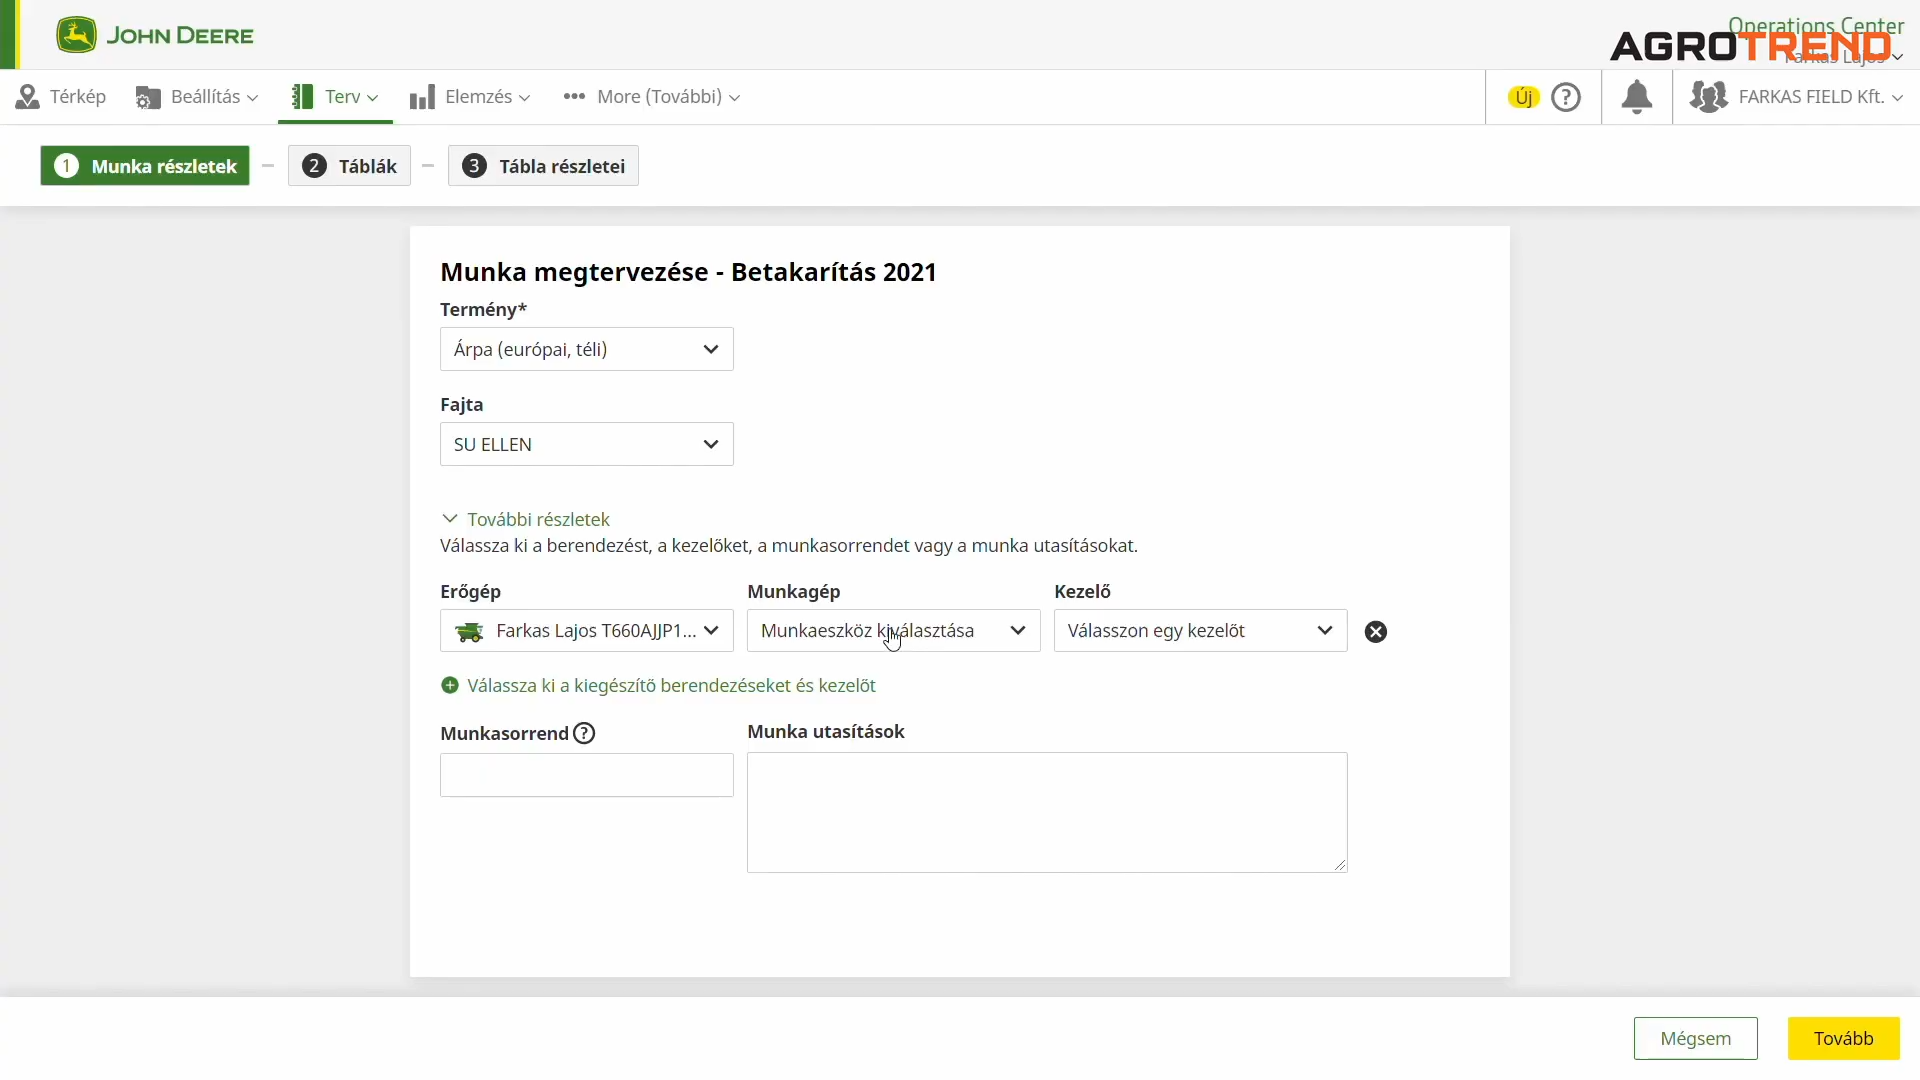 JOHN DEERE
Operations Center
AGROTREND
Farkas Lajos
Térkép
Beállítás
Terv
Elemzés
More (További)
Új
FARKAS FIELD Kft.
1 Munka részletek
2 Táblák
3 Tábla részletei
Munka megtervezése - Betakarítás 2021
Termény*
Árpa (európai, téli)
Fajta
SU ELLEN
További részletek
Válassza ki a berendezést, a kezelőket, a munkasorrendet vagy a munka utasításokat.
Erőgép
Munkagép
Kezelő
Farkas Lajos T660AJJP1...
Munkaeszköz kiválasztása
Válasszon egy kezelőt
Válassza ki a kiegészítő berendezéseket és kezelőt
Munkasorrend
Munka utasítások
Mégsem
Tovább